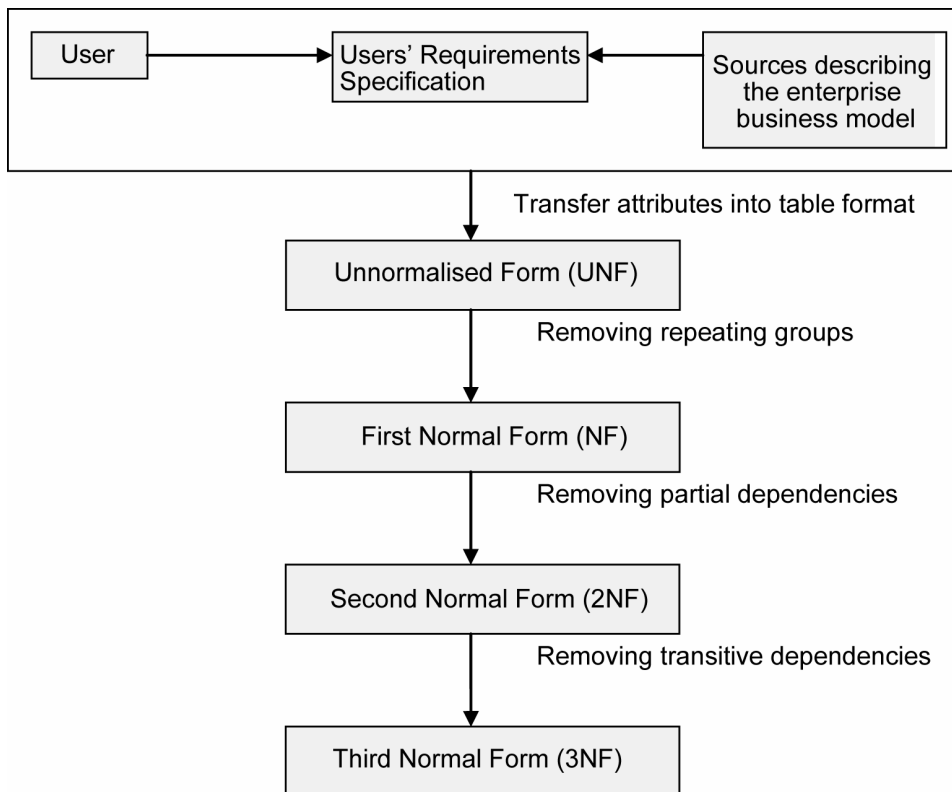 User
Users' Requirements
Specification
Sources describing
the enterprise
business model
Transfer attributes into table format
Unnormalised Form (UNF)
Removing repeating groups
First Normal Form (NF)
Removing partial dependencies
Second Normal Form (2NF)
Removing transitive dependencies
Third Normal Form (3NF)